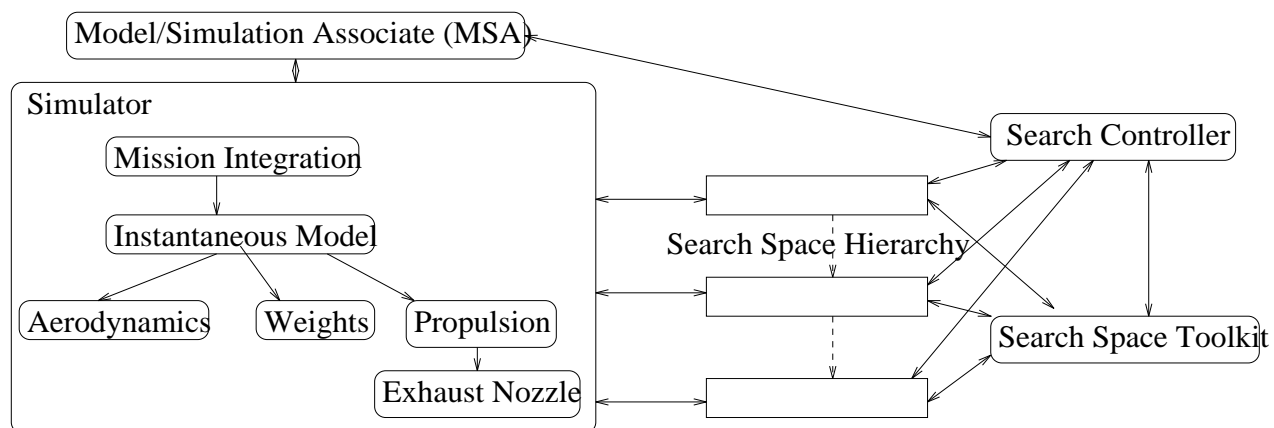 Model/Simulation Associate (MSA)
Simulator
Mission Integration
Instantaneous Model
Aerodynamics
Weights
Propulsion
Exhaust Nozzle
Search Space Hierarchy
Search Controller
Search Space Toolkit